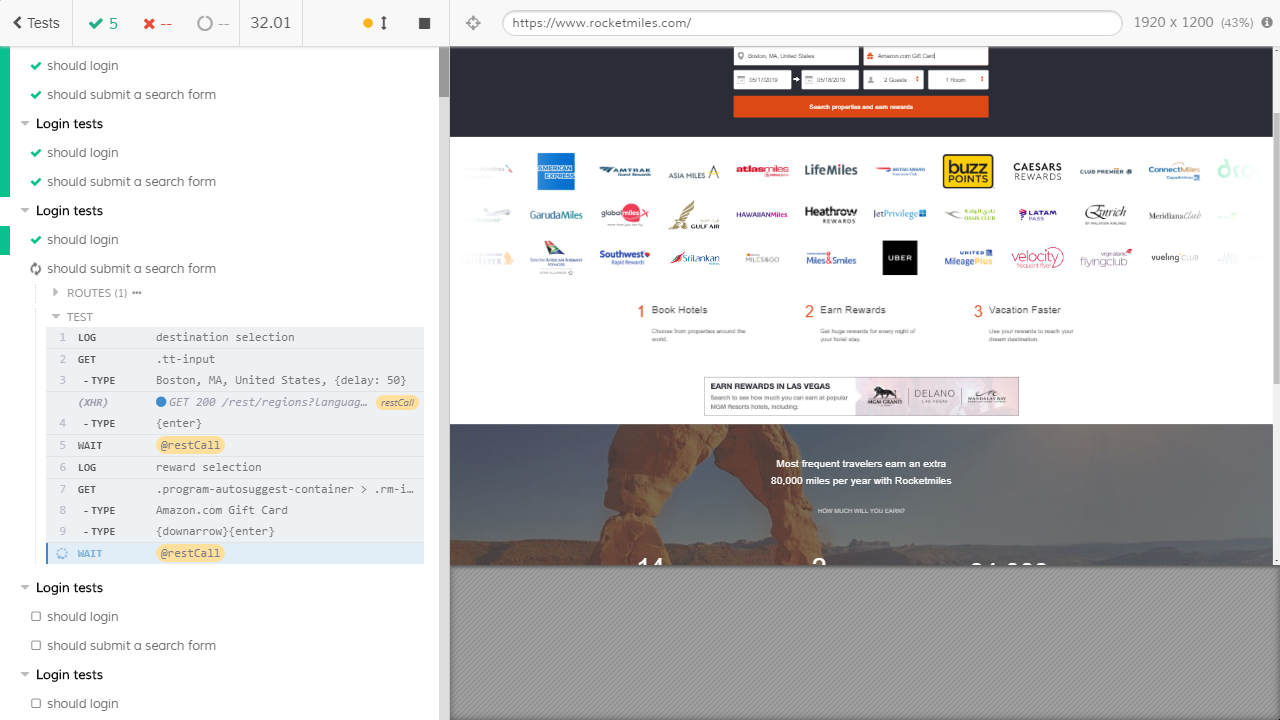 Tests
5
--
--
32.01
https://www.rocketmiles.com/
1920 x 1200 (43%)
should login
should submit a search form
Login tests
should login
should submit a search form
Login tests
should login
should submit a search form
ROUTES (1)
TEST
1 LOG destination selection
2 GET .tt-input
3 - TYPE Boston, MA, United States, {delay: 50}
restCall
4 - TYPE {enter}
5 WAIT @restCall
6 LOG reward selection
7 GET .program-autosuggest-container > .rm-i…
8 - TYPE Amazon.com Gift Card
9 - TYPE {downarrow}{enter}
WAIT @restCall
Login tests
should login
should submit a search form
Login tests
should login
Boston, MA, United States
Amazon.com Gift Card
05/17/2019
05/18/2019
2 Guests
1 Room
Search properties and earn rewards
AMERICAN EXPRESS
AMTRAK
Guest Rewards
ASIA MILES
atlasmiles
LifeMiles
BRITISH AIRWAYS
Executive Club
BUZZ
POINTS
CAESARS
REWARDS
CLUB PREMIER
ConnectMiles
GarudaMiles
globalmiles
GULF AIR
HAWAIIANMiles
Heathrow
REWARDS
JetPrivilege
LATAM
PASS
Enrich
MeridianaClub
SOUTH AFRICAN AIRWAYS
Southwest
Rapid Rewards
SriLankan
MILES&GO
Miles&Smiles
UBER
UNITED
MileagePlus
velocity
frequent flyer
virgin atlantic
flyingclub
vueling CLUB
1 Book Hotels
Choose from properties around the
world.
2 Earn Rewards
Get huge rewards for every night of
your hotel stay.
3 Vacation Faster
Use your rewards to reach your
dream destination.
EARN REWARDS IN LAS VEGAS
Search to see how much you can earn at popular
MGM Resorts hotels, including:
MGM GRAND
DELANO
LAS VEGAS
MANDALAY BAY
Most frequent travelers earn an extra
80,000 miles per year with Rocketmiles
HOW MUCH WILL YOU EARN?
14